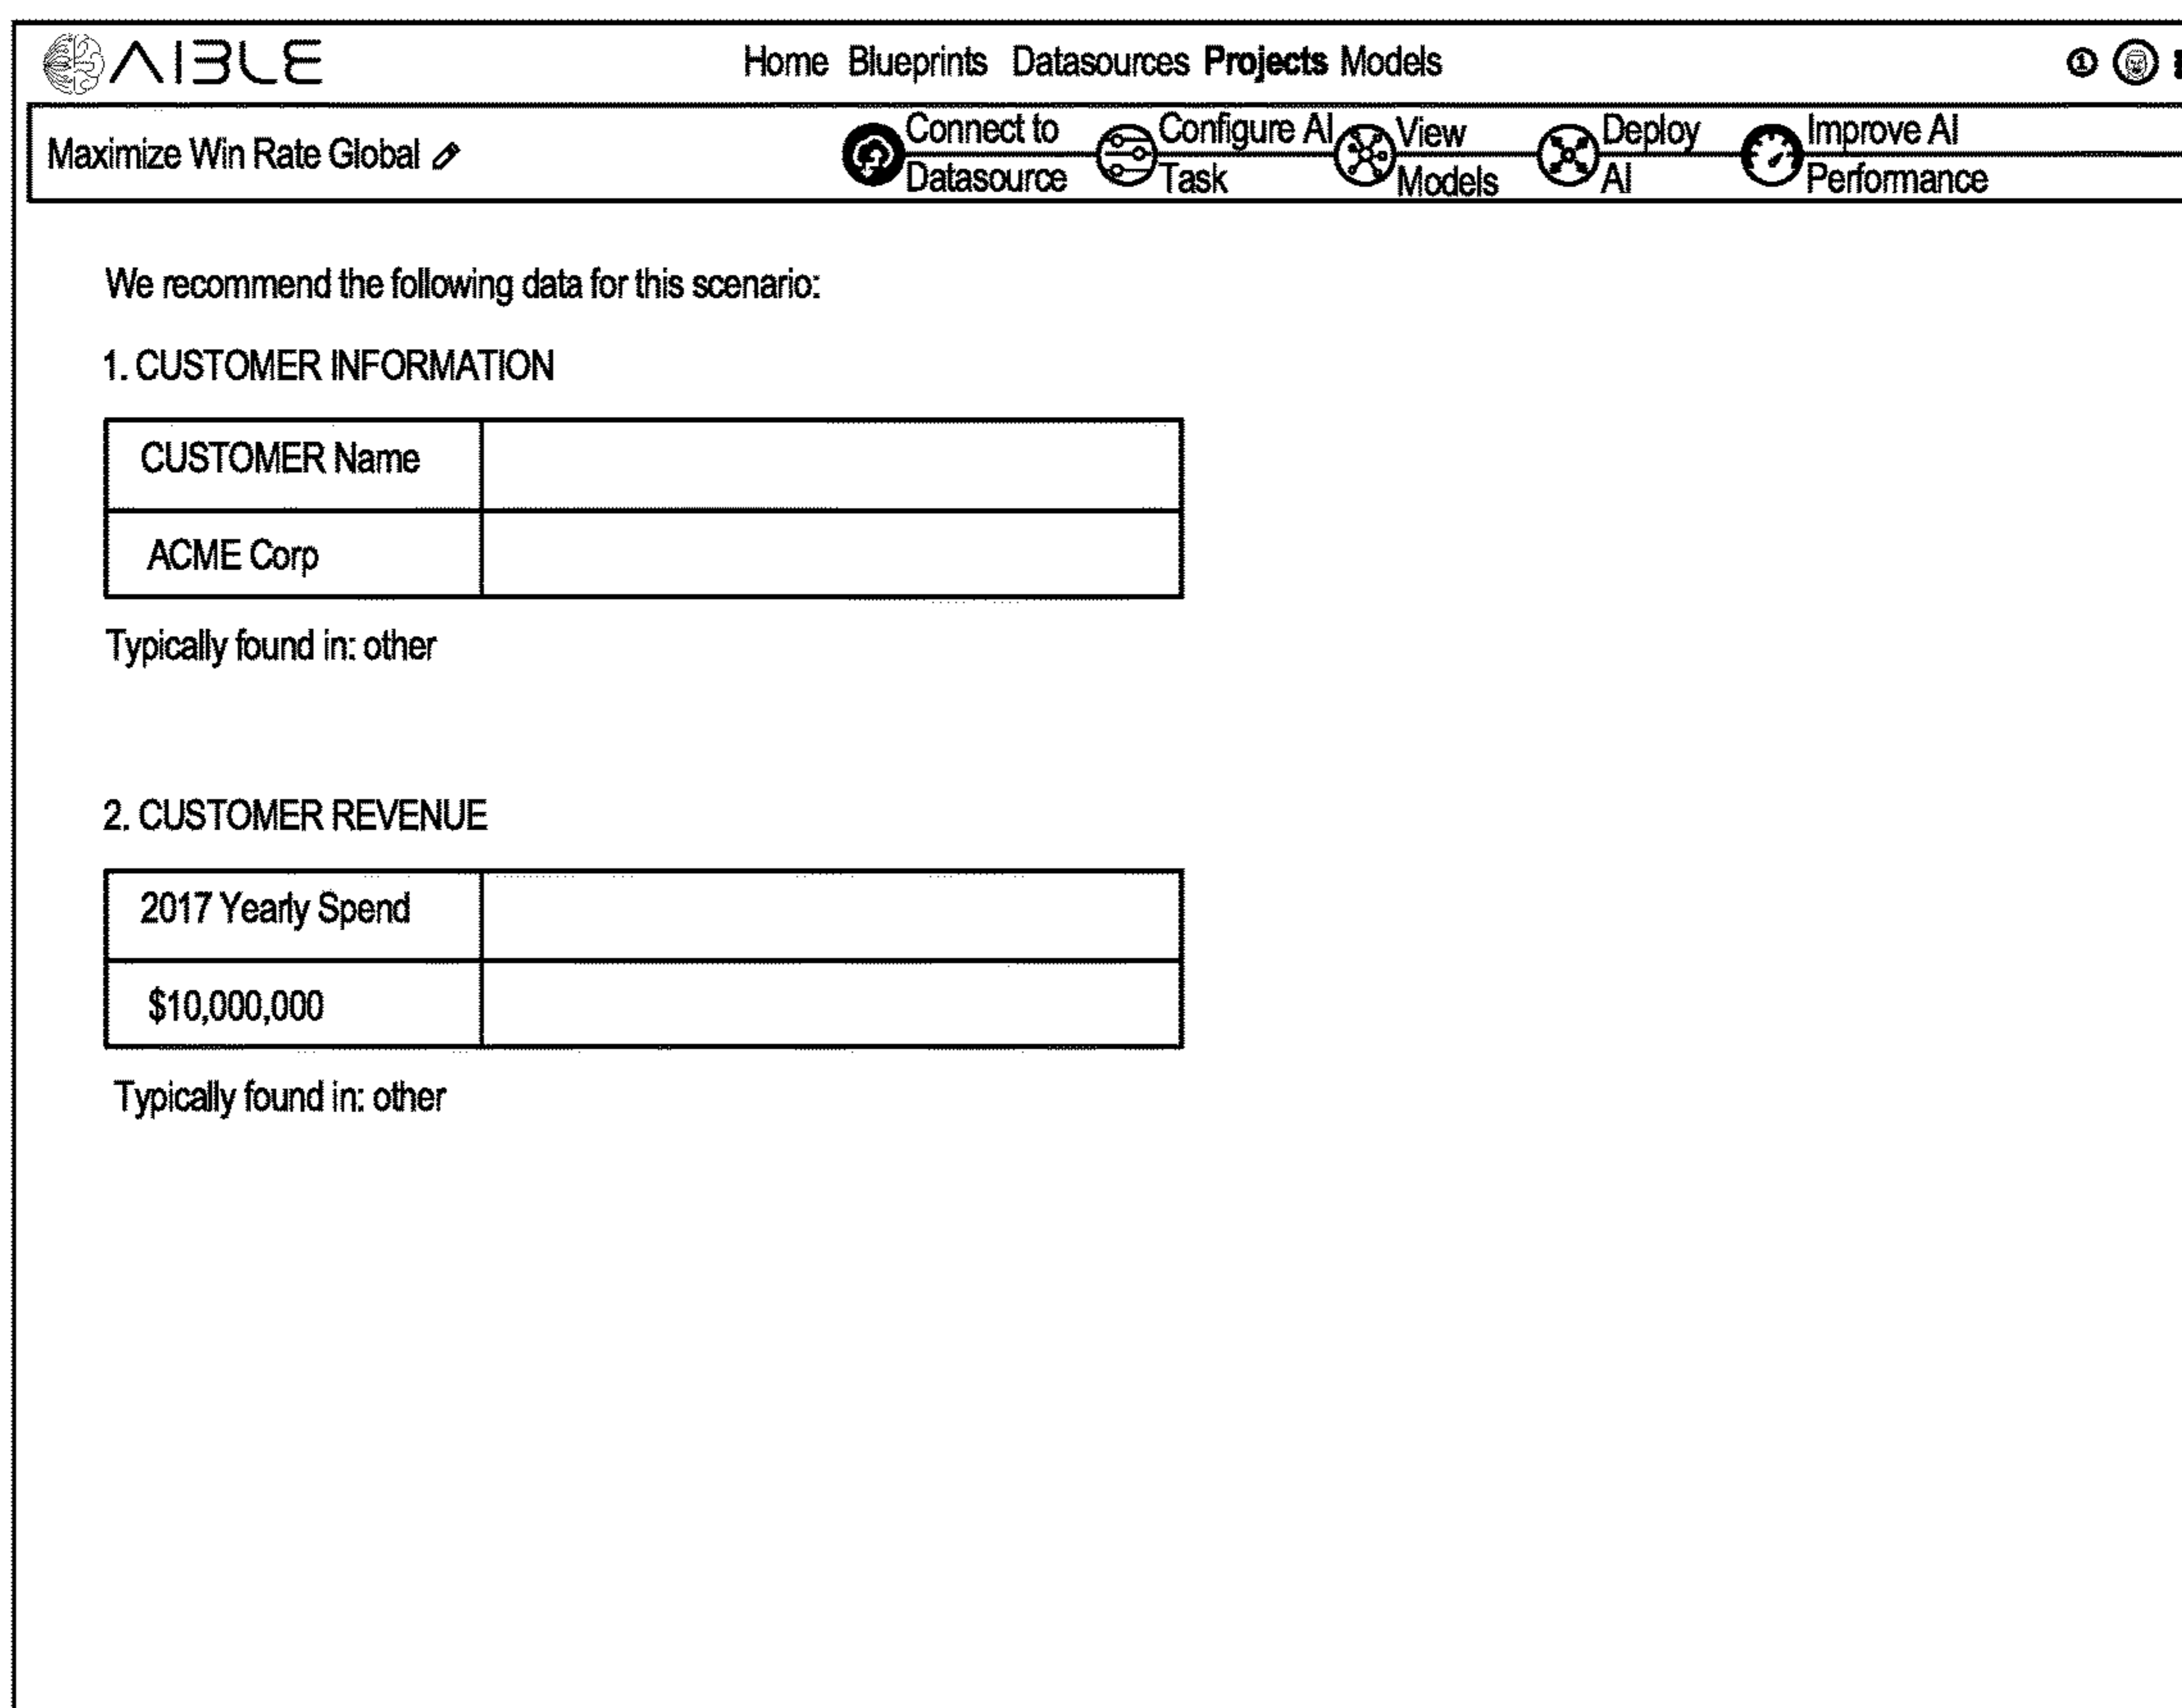 AIBLE
Home Blueprints Datasources Projects Models
1
Maximize Win Rate Global
Connect to
Datasource
Configure AI
Task
View
Models
Deploy
AI
Improve AI
Performance
We recommend the following data for this scenario:
1. CUSTOMER INFORMATION
CUSTOMER Name
ACME Corp
Typically found in: other
2. CUSTOMER REVENUE
2017 Yearly Spend
$10,000,000
Typically found in: other